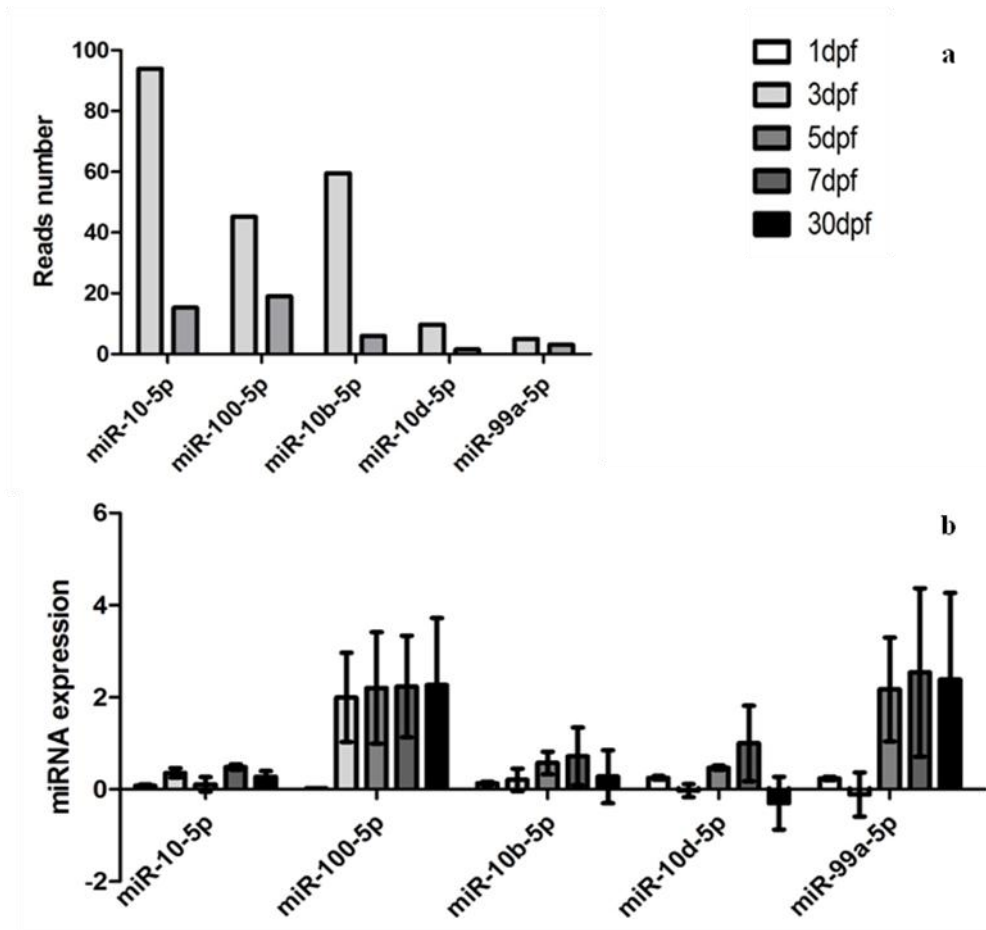 a
1dpf
3dpf
5dpf
7dpf
30dpf
Reads number
100
80
60
40
20
0
miR-10-5p
miR-100-5p
miR-10b-5p
miR-10d-5p
miR-99a-5p
b
miRNA expression
6
4
2
0
-2
miR-10-5p
miR-100-5p
miR-10b-5p
miR-10d-5p
miR-99a-5p